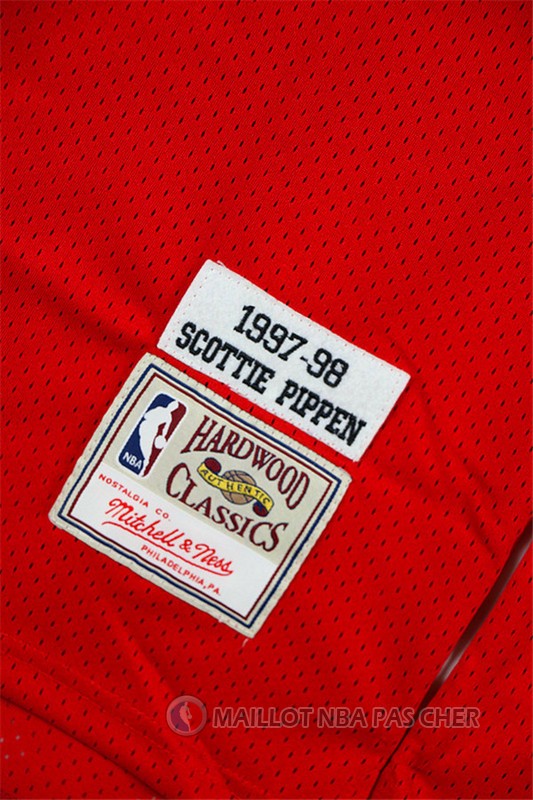 1997-98
SCOTTIE PIPPEN
NBA
HARDWOOD
AUTHENTIC
CLASSICS
NOSTALGIA CO.
Mitchell & Ness
PHILADELPHIA, PA.
MAILLOT NBA PAS CHER